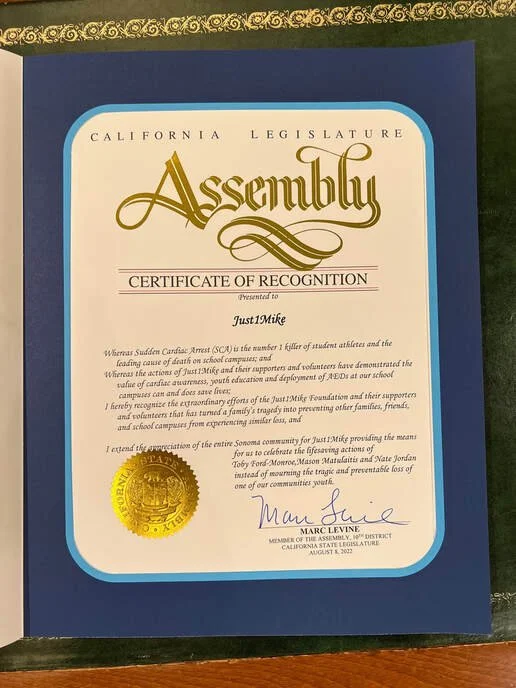 CALIFORNIA LEGISLATURE
Assembly
CERTIFICATE OF RECOGNITION
Presented to
Just1Mike
Whereas Sudden Cardiac Arrest (SCA) is the number 1 killer of student athletes and the
leading cause of death on school campuses; and
Whereas the actions of Just1Mike and their supporters and volunteers have demonstrated the
value of cardiac awareness, youth education and deployment of AEDs at our school
campuses can and does save lives;
I hereby recognize the extraordinary efforts of the Just1Mike Foundation and their supporters
and volunteers that has turned a family's tragedy into preventing other families, friends,
and school campuses from experiencing similar loss, and
I extend the appreciation of the entire Sonoma community for Just1Mike providing the means
for us to celebrate the lifesaving actions of
Toby Ford-Monroe, Mason Matulaitis and Nate Jordan
instead of mourning the tragic and preventable loss of
one of our communities youth.
MARC LEVINE
MEMBER OF THE ASSEMBLY, 10TH DISTRICT
CALIFORNIA STATE LEGISLATURE
AUGUST 8, 2022